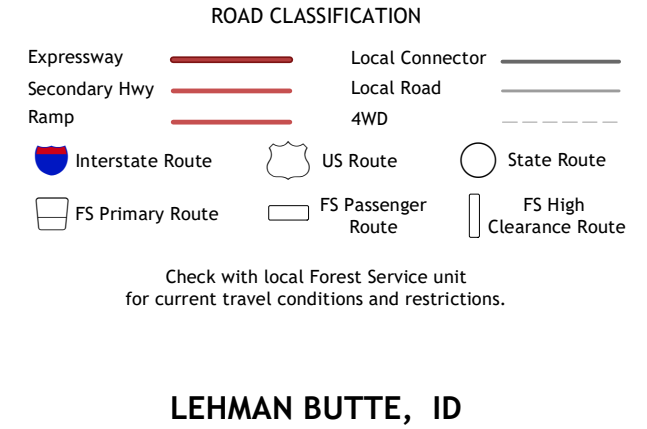 ROAD CLASSIFICATION
Expressway
Local Connector
Secondary Hwy
Local Road
Ramp
4WD
Interstate Route
US Route
State Route
FS Primary Route
FS Passenger
Route
FS High
Clearance Route
Check with local Forest Service unit
for current travel conditions and restrictions.
LEHMAN BUTTE, ID